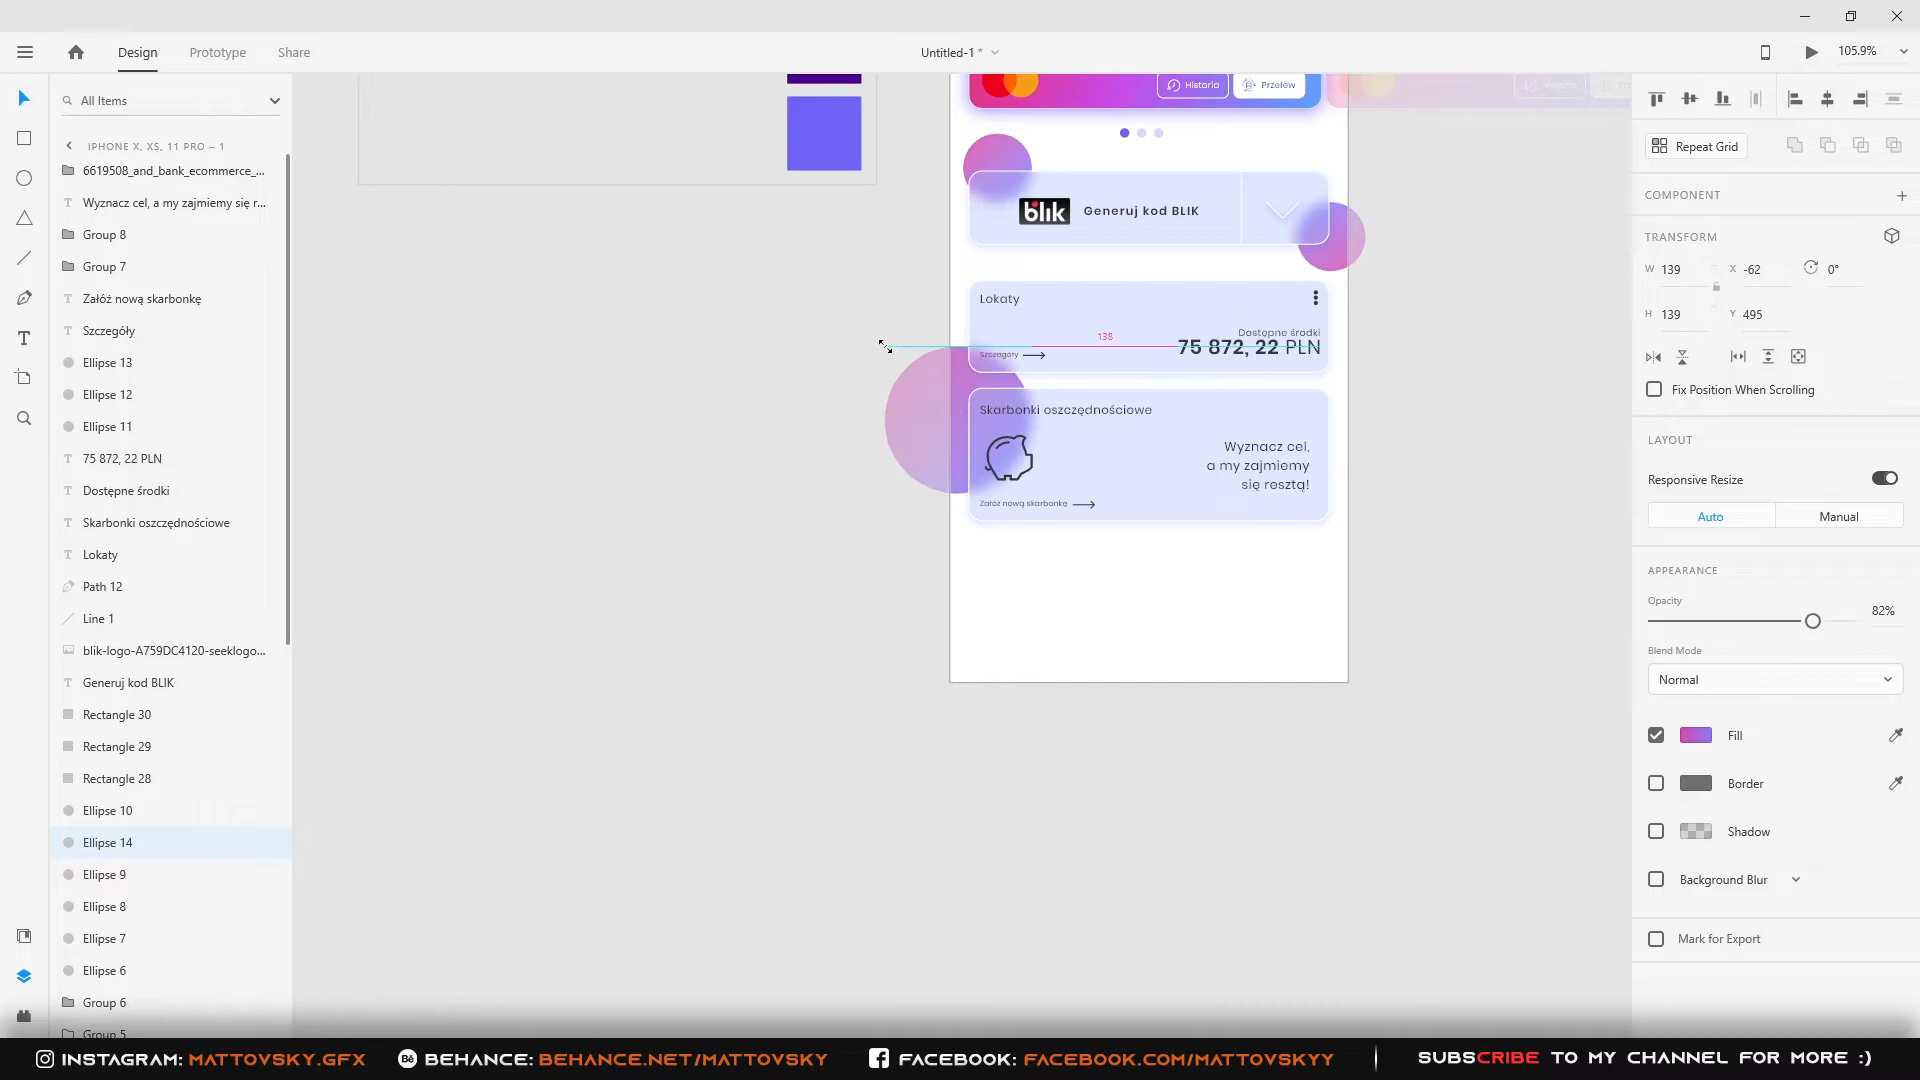 Design
Prototype
Share
Untitled-1 *
105.9%
All Items
IPHONE X, XS, 11 PRO – 1
6619508_and_bank_ecommerce_...
Wyznacz cel, a my zajmiemy się r...
Group 8
Group 7
Załóż nową skarbonkę
Szczegóły
Ellipse 13
Ellipse 12
Ellipse 11
75 872, 22 PLN
Dostępne środki
Skarbonki oszczędnościowe
Lokaty
Path 12
Line 1
blik-logo-A759DC4120-seeklogo...
Generuj kod BLIK
Rectangle 30
Rectangle 29
Rectangle 28
Ellipse 10
Ellipse 14
Ellipse 9
Ellipse 8
Ellipse 7
Ellipse 6
Group 6
Group 5
Historia
Przelew
Historia
blik
Generuj kod BLIK
Lokaty
Dostępne środki
138
75 872, 22 PLN
Szczegóły
Skarbonki oszczędnościowe
Wyznacz cel,
a my zajmiemy
się resztą!
Załóż nową skarbonkę
Repeat Grid
COMPONENT
TRANSFORM
W 139
X -62
0°
H 139
Y 495
Fix Position When Scrolling
LAYOUT
Responsive Resize
Auto
Manual
APPEARANCE
Opacity
82%
Blend Mode
Normal
Fill
Border
Shadow
Background Blur
Mark for Export
INSTAGRAM: MATTOVSKY.GFX
Bē BEHANCE: BEHANCE.NET/MATTOVSKY
FACEBOOK: FACEBOOK.COM/MATTOVSKYY
SUBSCRIBE TO MY CHANNEL FOR MORE :)